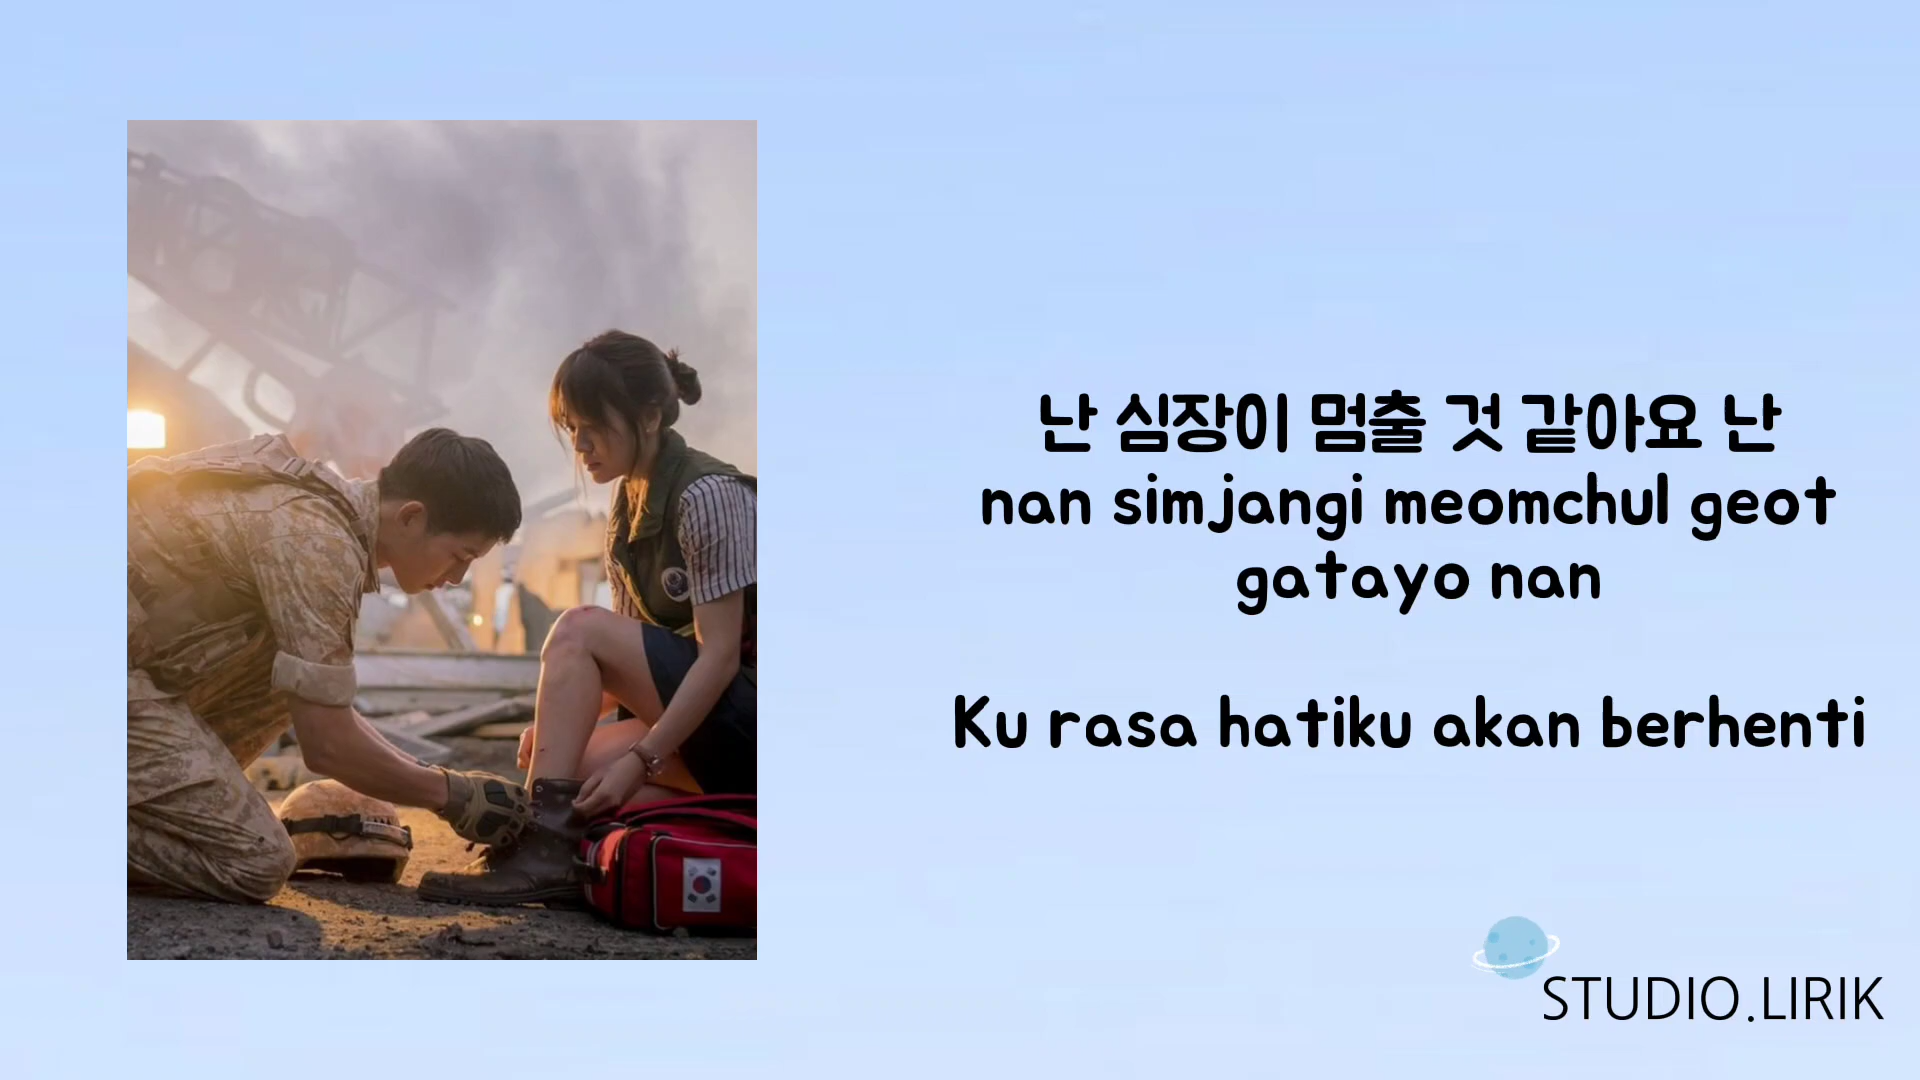 난 심장이 멈출 것 같아요 난
nan simjangi meomchul geot
gatayo nan
Ku rasa hatiku akan berhenti
STUDIO.LIRIK